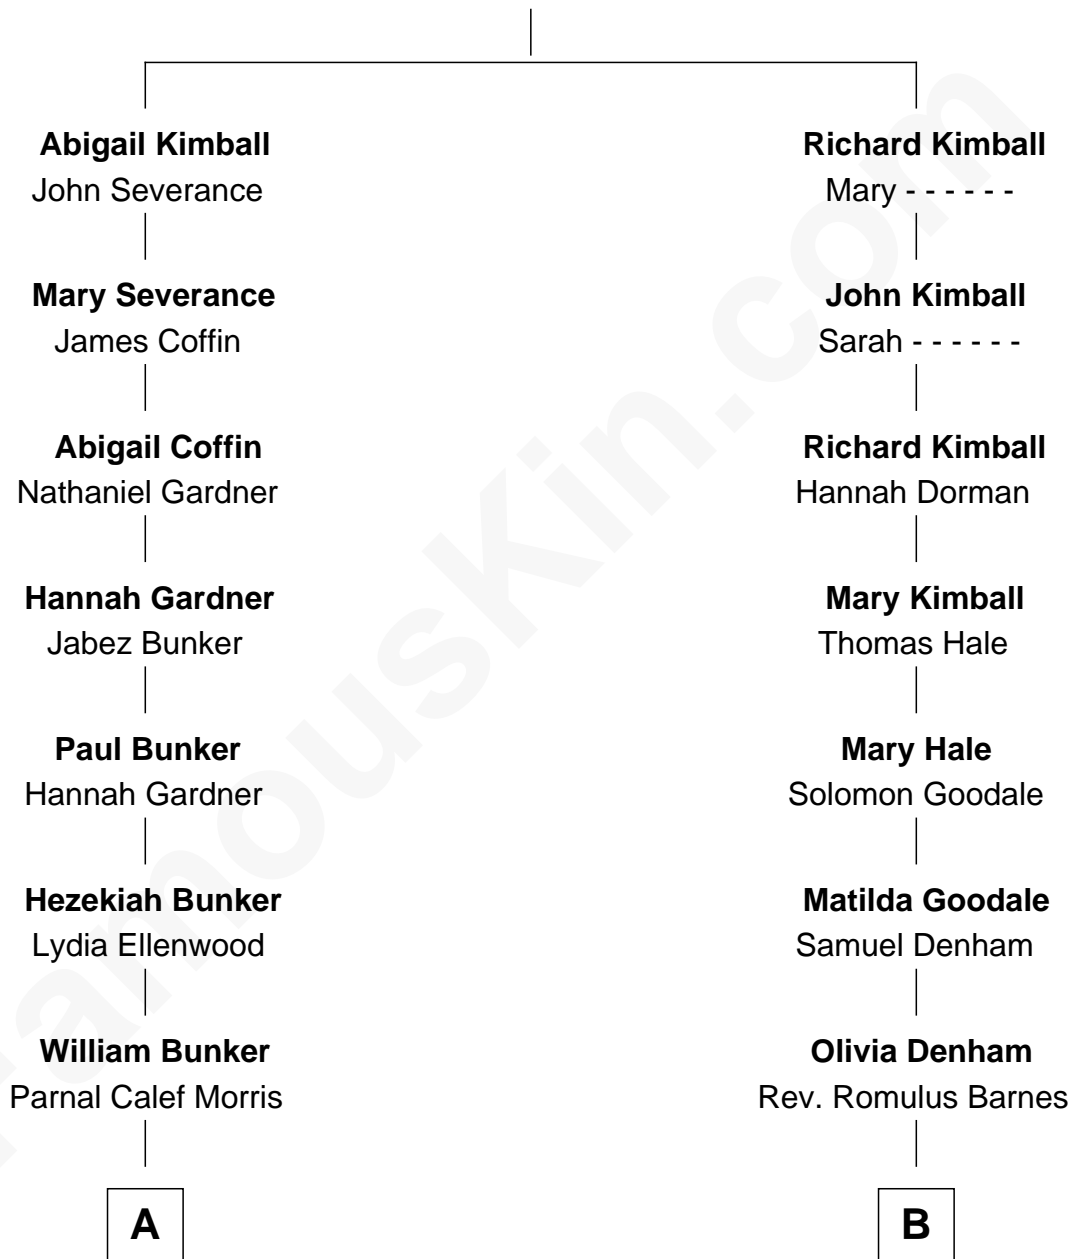 Abigail Kimball
John Severance
Richard Kimball
Mary - - - - - -
Mary Severance
James Coffin
John Kimball
Sarah - - - - - -
Abigail Coffin
Nathaniel Gardner
Richard Kimball
Hannah Dorman
Hannah Gardner
Jabez Bunker
Mary Kimball
Thomas Hale
Paul Bunker
Hannah Gardner
Mary Hale
Solomon Goodale
Hezekiah Bunker
Lydia Ellenwood
Matilda Goodale
Samuel Denham
William Bunker
Parnal Calef Morris
Olivia Denham
Rev. Romulus Barnes
A
B
FamousKin.com